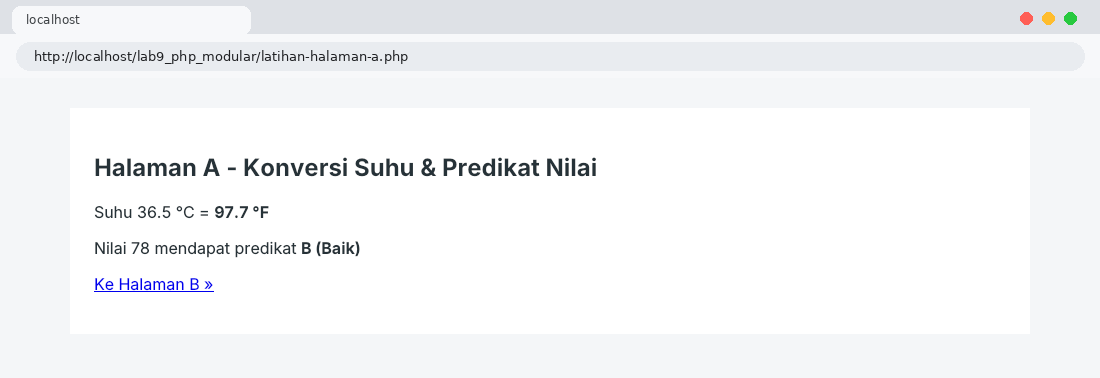 localhost
http://localhost/lab9_php_modular/latihan-halaman-a.php
Halaman A - Konversi Suhu & Predikat Nilai
Suhu 36.5 °C = 97.7 °F
Nilai 78 mendapat predikat B (Baik)
Ke Halaman B »